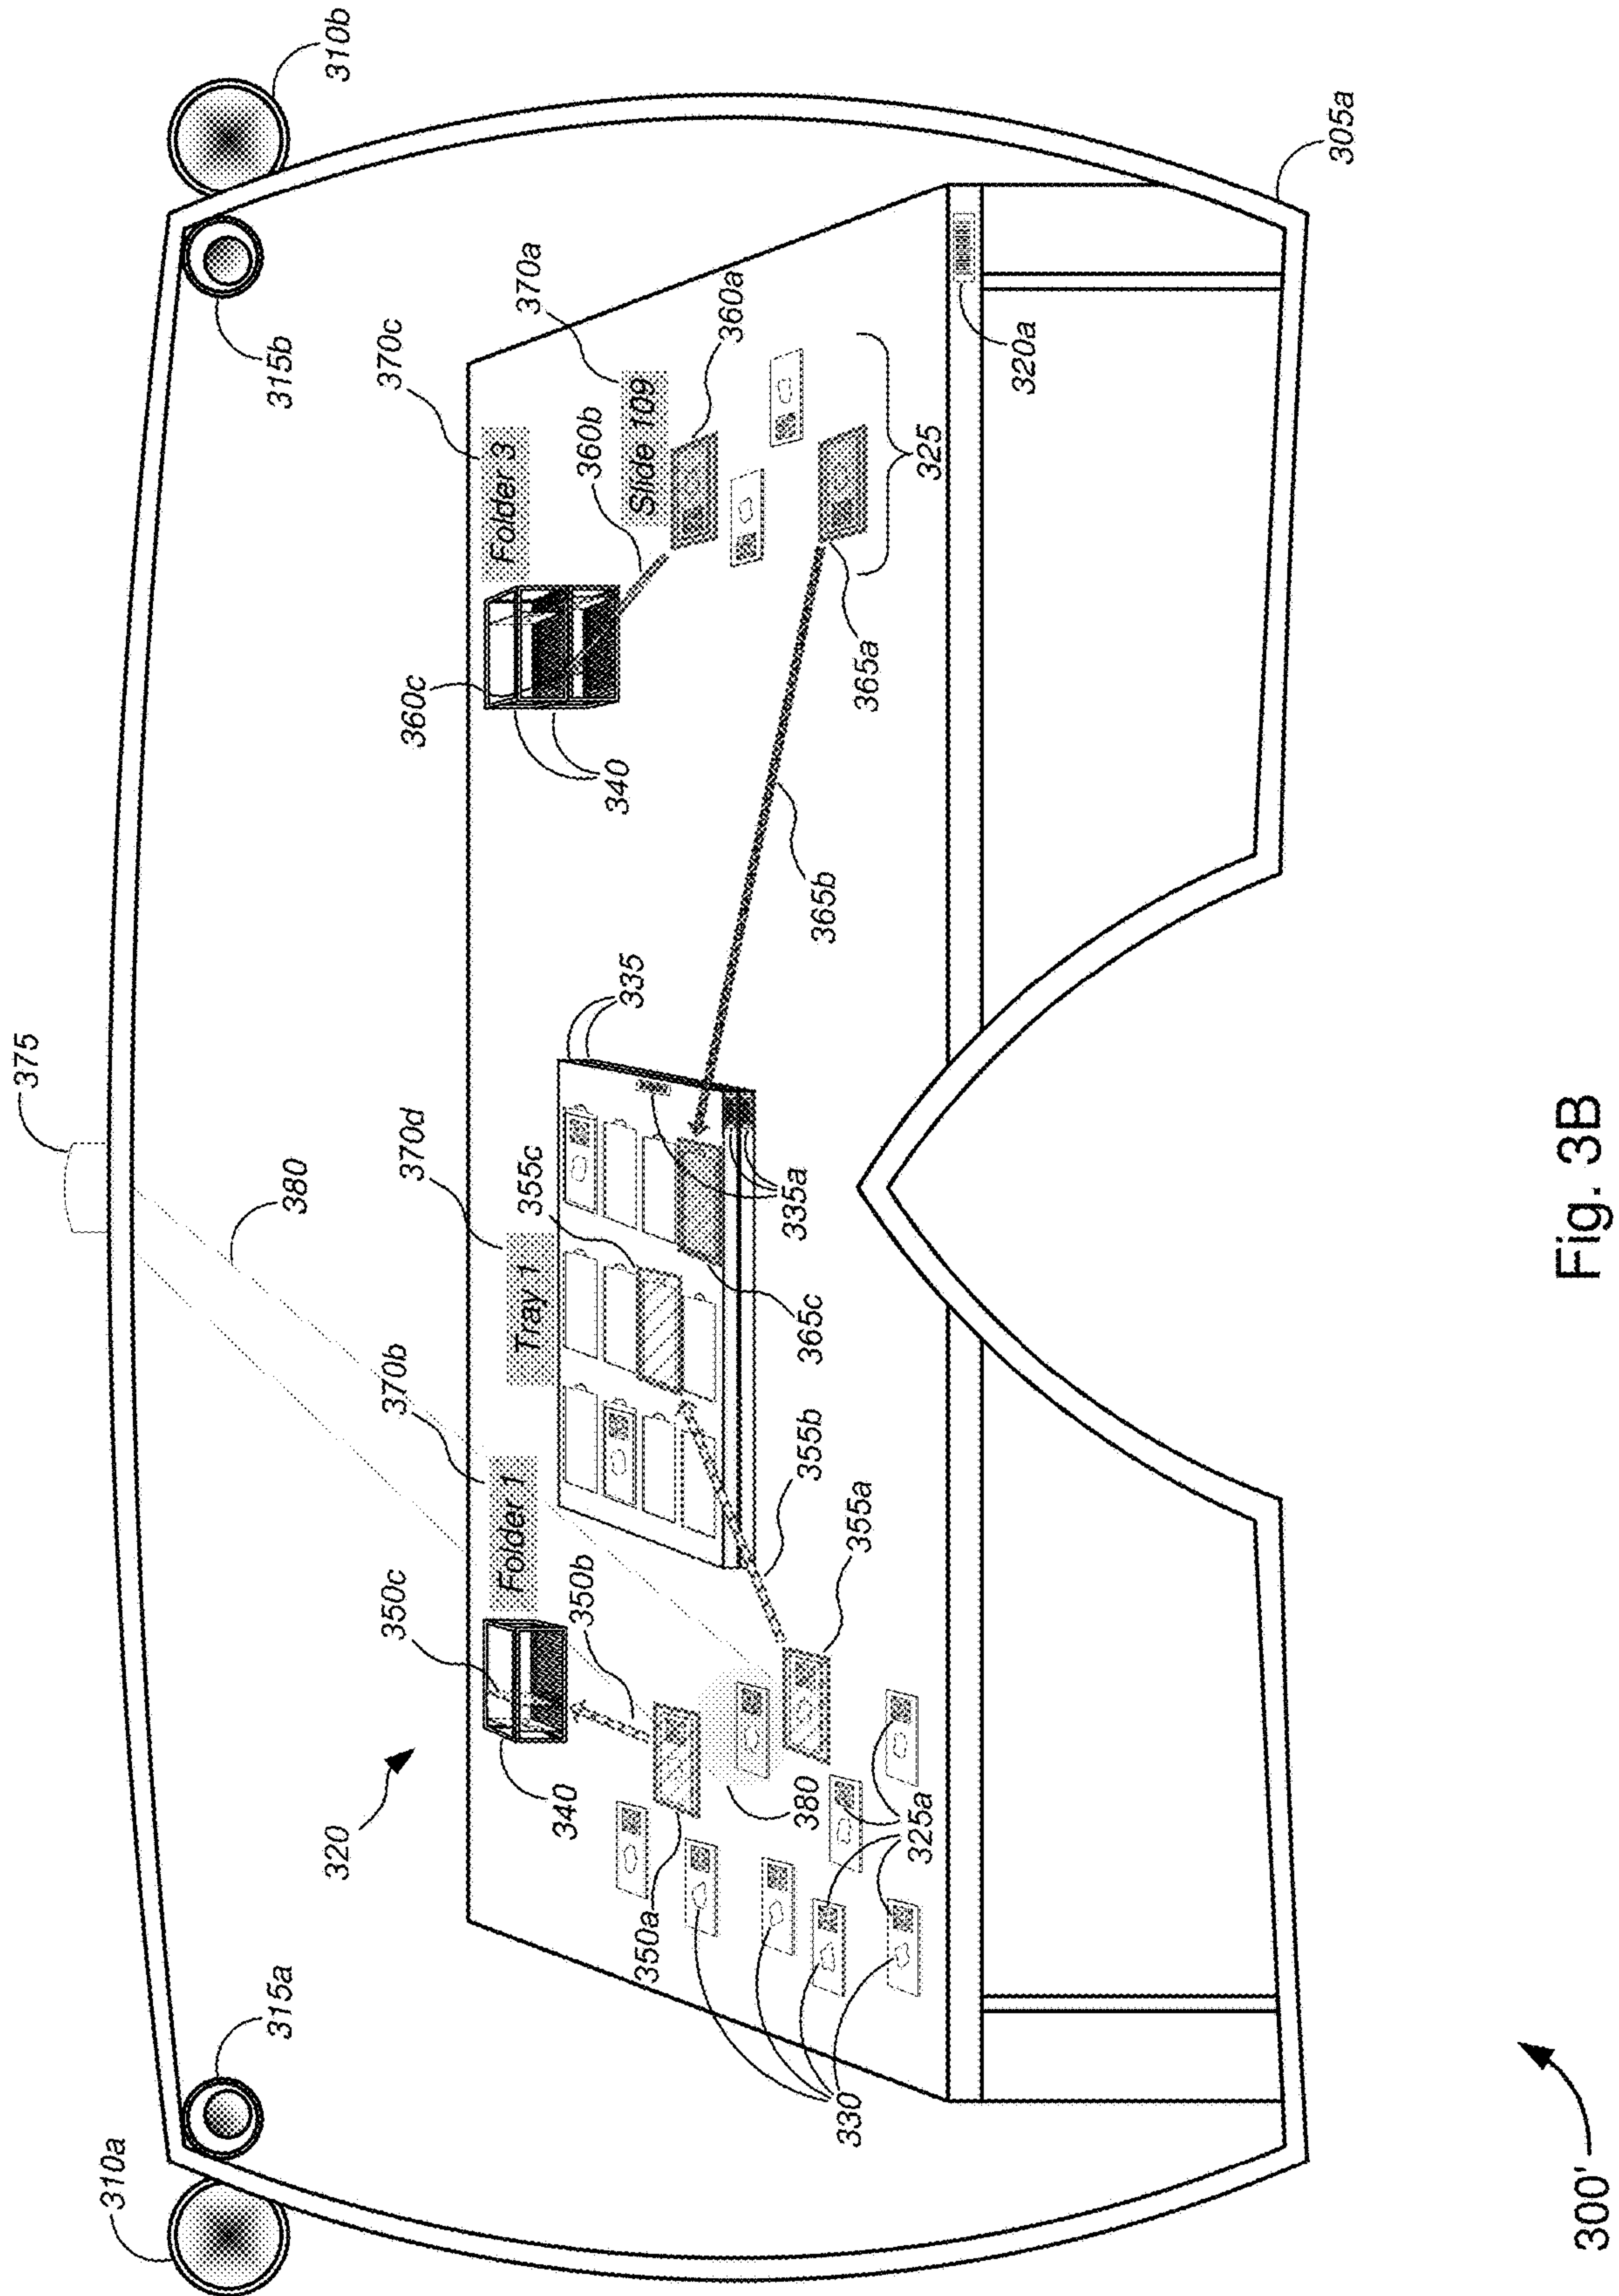 375
310a
310b
315a
380
315b
320
350c
370b
370d
370c
360c
Folder 1
Tray 1
Folder 3
355c
370a
340
350b
360b
340
335
Slide 109
350a
360a
380
355b
365c
335a
365b
330
355a
365a
325a
325
320a
305a
300'
Fig. 3B